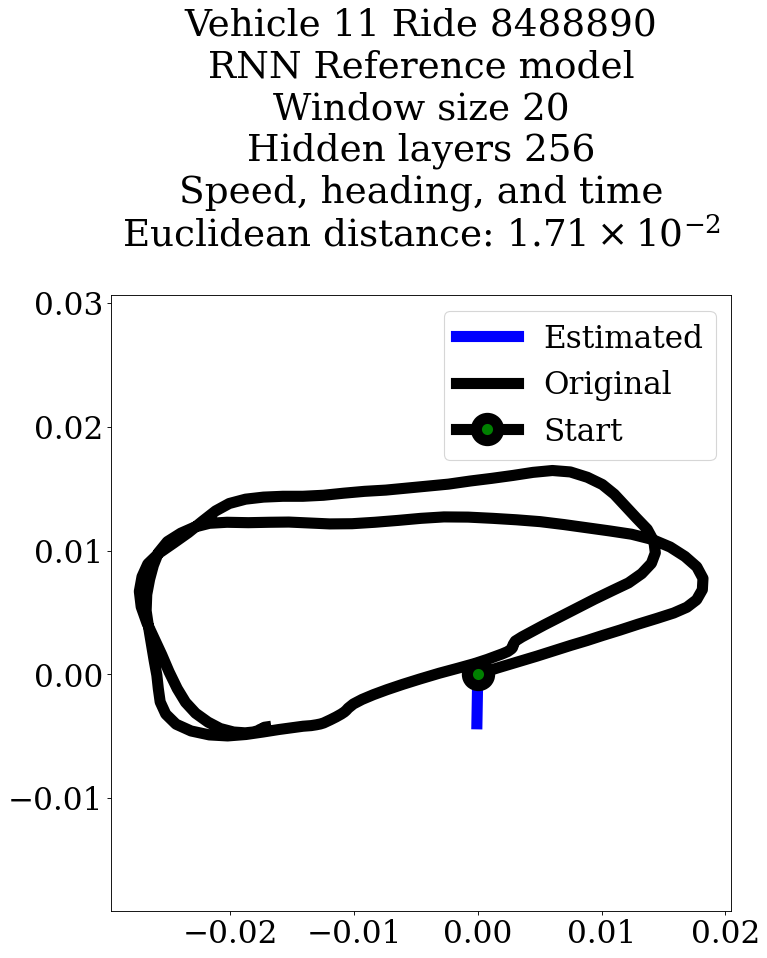 Vehicle 11 Ride 8488890
RNN Reference model
Window size 20
Hidden layers 256
Speed, heading, and time
Euclidean distance: 1.71 × 10⁻²
0.03
Estimated
Original
Start
0.02
0.01
0.00
−0.01
−0.02 −0.01 0.00 0.01 0.02